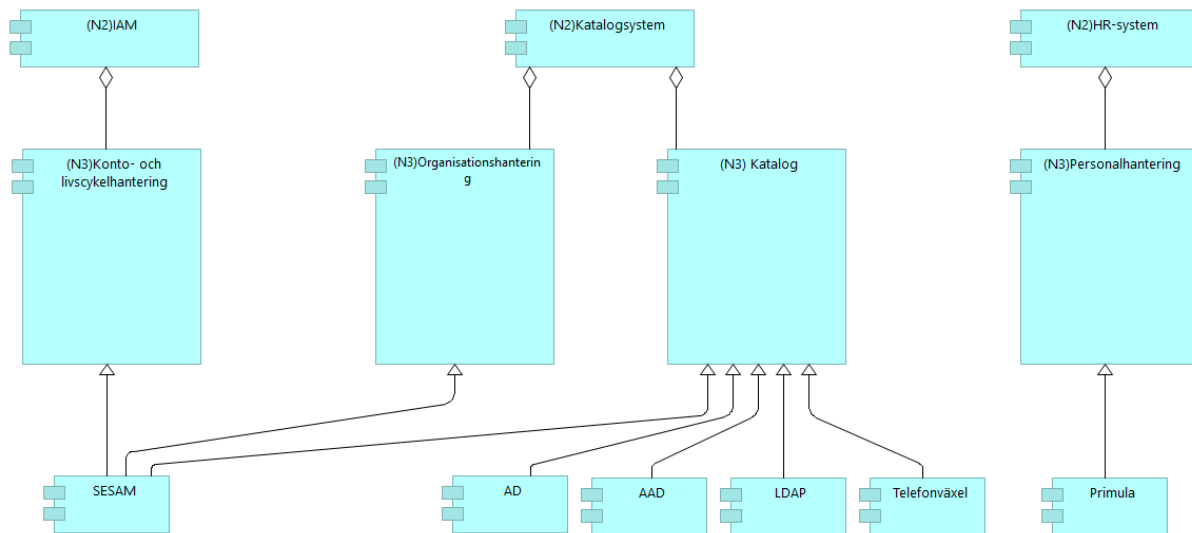 (N2)IAM
(N2)Katalogsystem
(N2)HR-system
(N3)Konto- och
livscykelhantering
(N3)Organisationshanterin
g
(N3) Katalog
(N3)Personalhantering
SESAM
AD
AAD
LDAP
Telefonväxel
Primula